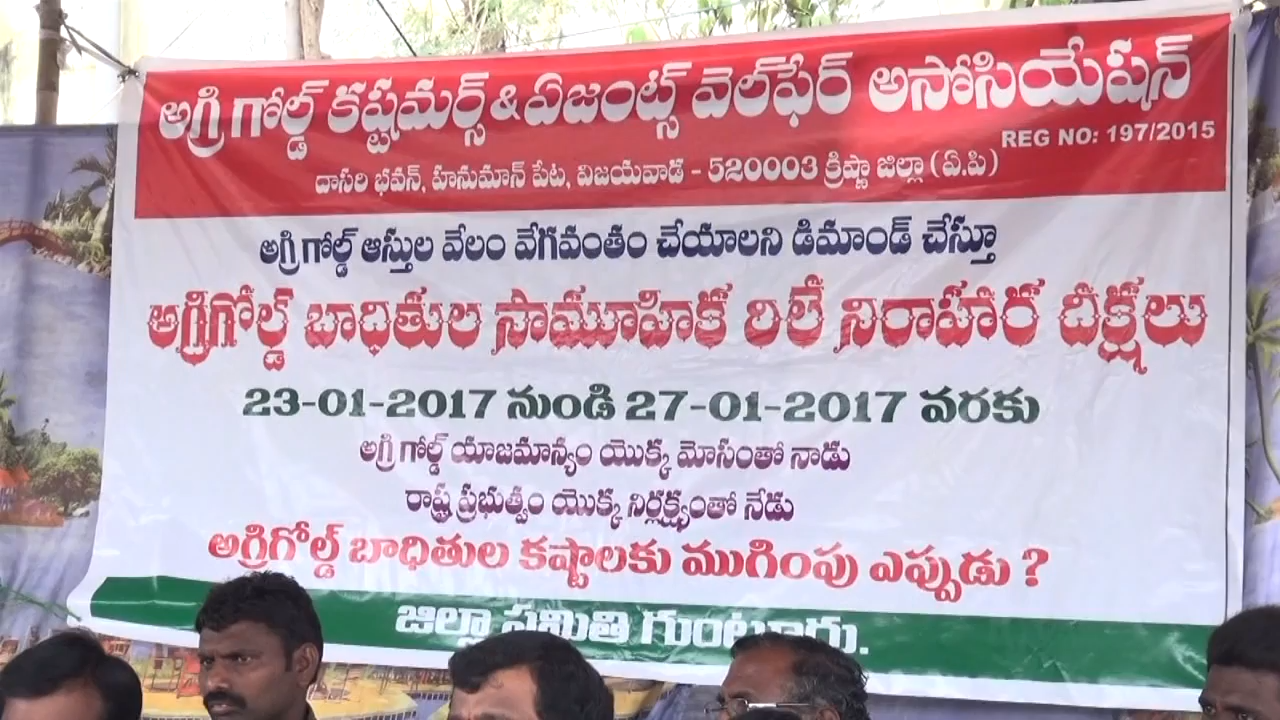 అగ్రి గోల్డ్ కష్టమర్స్ & ఏజంట్స్ వెల్‌ఫేర్ అసోసియేషన్
REG NO: 197/2015
దాసరి భవన్, హనుమాన్ పేట, విజయవాడ - 520003 క్రిష్ణా జిల్లా (ఏ.పి)
అగ్రి గోల్డ్ ఆస్తుల వేలం వేగవంతం చేయాలని డిమాండ్ చేస్తూ
అగ్రిగోల్డ్ బాధితుల సామూహిక రిలే నిరాహార దీక్షలు
23-01-2017 నుండి 27-01-2017 వరకు
అగ్రి గోల్డ్ యాజమాన్యం యొక్క మోసంతో నాడు
రాష్ట్ర ప్రభుత్వం యొక్క నిర్లక్ష్యంతో నేడు
అగ్రిగోల్డ్ బాధితుల కష్టాలకు ముగింపు ఎప్పుడు ?
జిల్లా సమితి గుంటూరు.